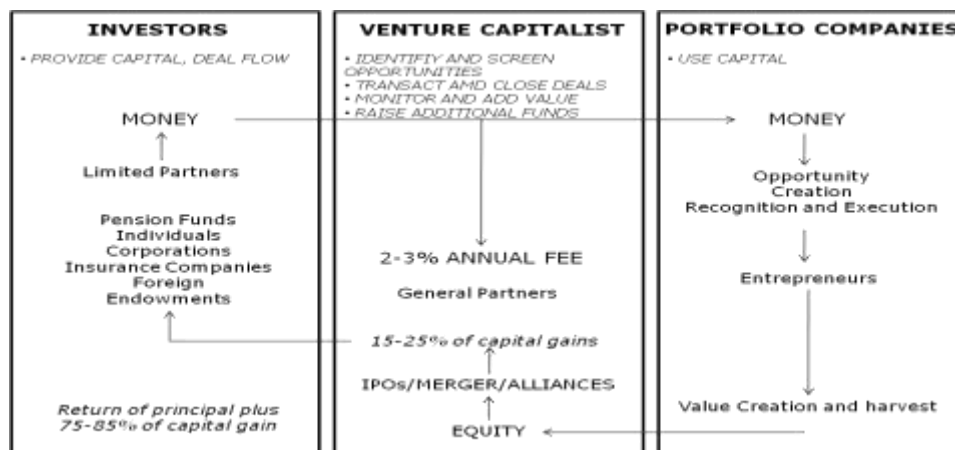 INVESTORS
• PROVIDE CAPITAL, DEAL FLOW
MONEY
Limited Partners
Pension Funds
Individuals
Corporations
Insurance Companies
Foreign
Endowments
Return of principal plus
75-85% of capital gain
VENTURE CAPITALIST
• IDENTIFIY AND SCREEN
OPPORTUNITIES
• TRANSACT AMD CLOSE DEALS
• MONITOR AND ADD VALUE
• RAISE ADDITIONAL FUNDS
2-3% ANNUAL FEE
General Partners
15-25% of capital gains
IPOs/MERGER/ALLIANCES
EQUITY
PORTFOLIO COMPANIES
• USE CAPITAL
MONEY
Opportunity
Creation
Recognition and Execution
Entrepreneurs
Value Creation and harvest